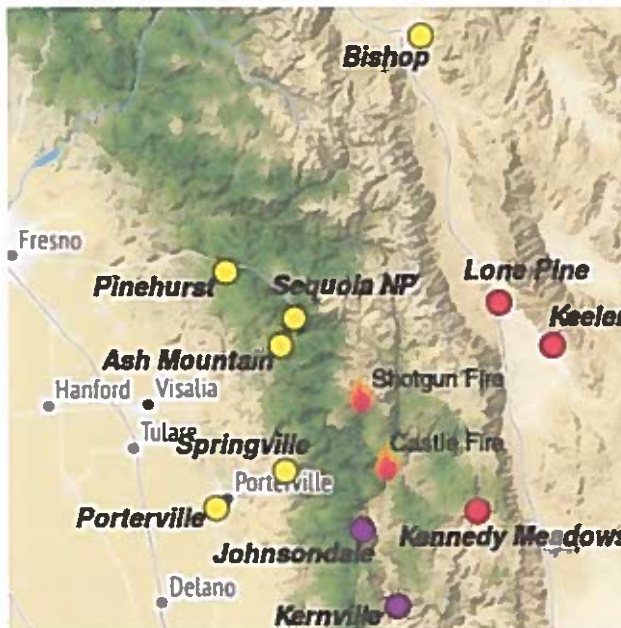 Bishop
Fresno
Pinehurst
Sequoia NP
Lone Pine
Keeler
Ash Mountain
Shotgun Fire
Hanford
Visalia
Tulare
Springville
Castle Fire
Porterville
Porterville
Johnsondale
Kannedy Meadows
Delano
Kernville